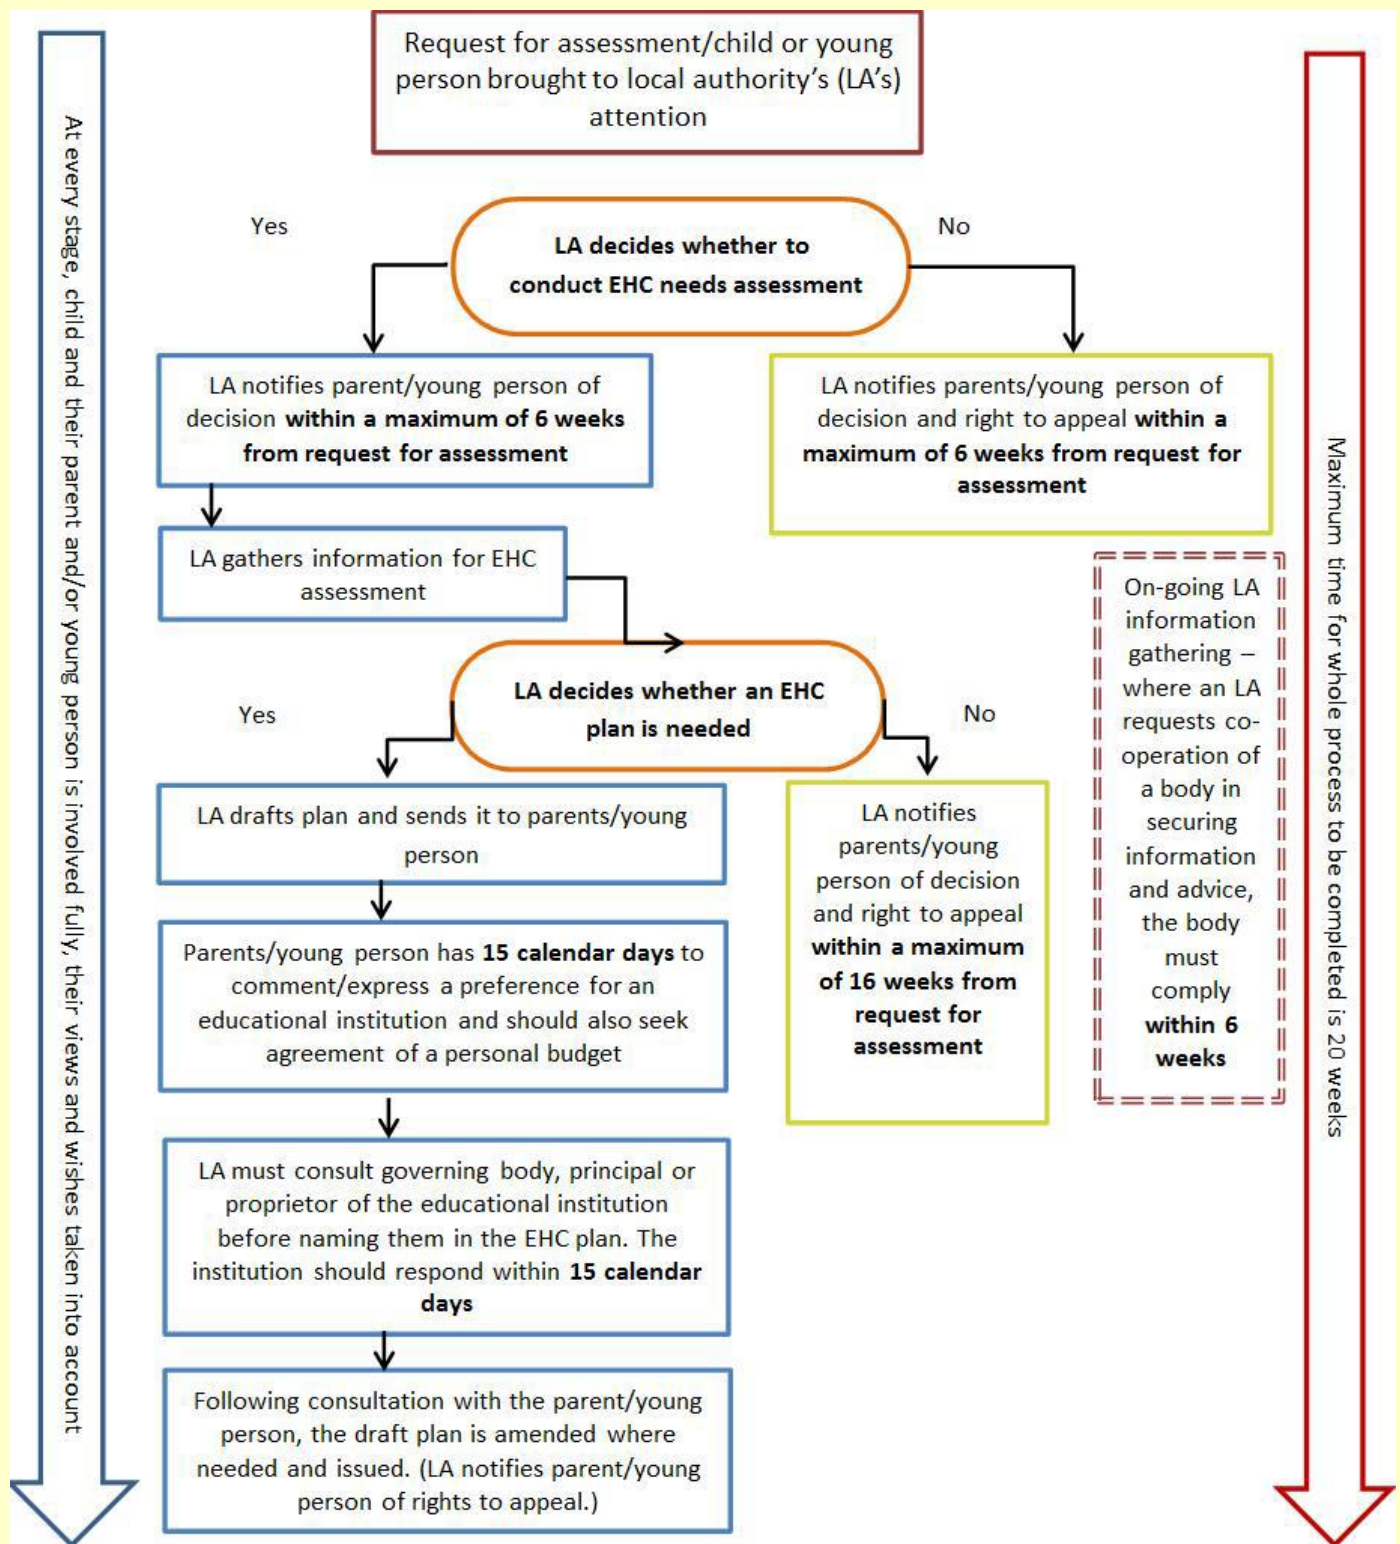 Request for assessment/child or young
person brought to local authority's (LA's)
attention
Yes
LA decides whether to
conduct EHC needs assessment
No
LA notifies parent/young person of
decision within a maximum of 6 weeks
from request for assessment
LA notifies parents/young person of
decision and right to appeal within a
maximum of 6 weeks from request for
assessment
LA gathers information for EHC
assessment
On-going LA
information
gathering –
where an LA
requests co-
operation of
a body in
securing
information
and advice,
the body
must
comply
within 6
weeks
Yes
LA decides whether an EHC
plan is needed
No
LA drafts plan and sends it to parents/young
person
LA notifies
parents/young
person of decision
and right to appeal
within a maximum
of 16 weeks from
request for
assessment
Parents/young person has 15 calendar days to
comment/express a preference for an
educational institution and should also seek
agreement of a personal budget
LA must consult governing body, principal or
proprietor of the educational institution
before naming them in the EHC plan. The
institution should respond within 15 calendar
days
Following consultation with the parent/young
person, the draft plan is amended where
needed and issued. (LA notifies parent/young
person of rights to appeal.)
At every stage, child and their parent and/or young person is involved fully, their views and wishes taken into account
Maximum time for whole process to be completed is 20 weeks